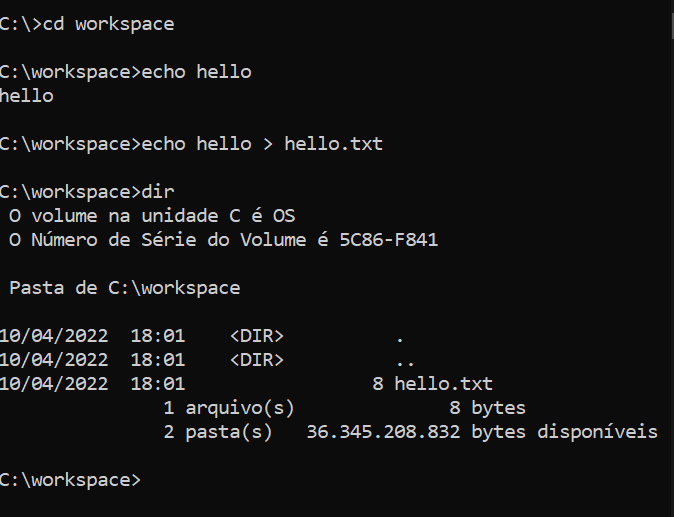 C:\>cd workspace
C:\workspace>echo hello
hello
C:\workspace>echo hello > hello.txt
C:\workspace>dir
 O volume na unidade C é OS
 O Número de Série do Volume é 5C86-F841
 Pasta de C:\workspace
10/04/2022  18:01    <DIR>          .
10/04/2022  18:01    <DIR>          ..
10/04/2022  18:01                 8 hello.txt
               1 arquivo(s)              8 bytes
               2 pasta(s)   36.345.208.832 bytes disponíveis
C:\workspace>